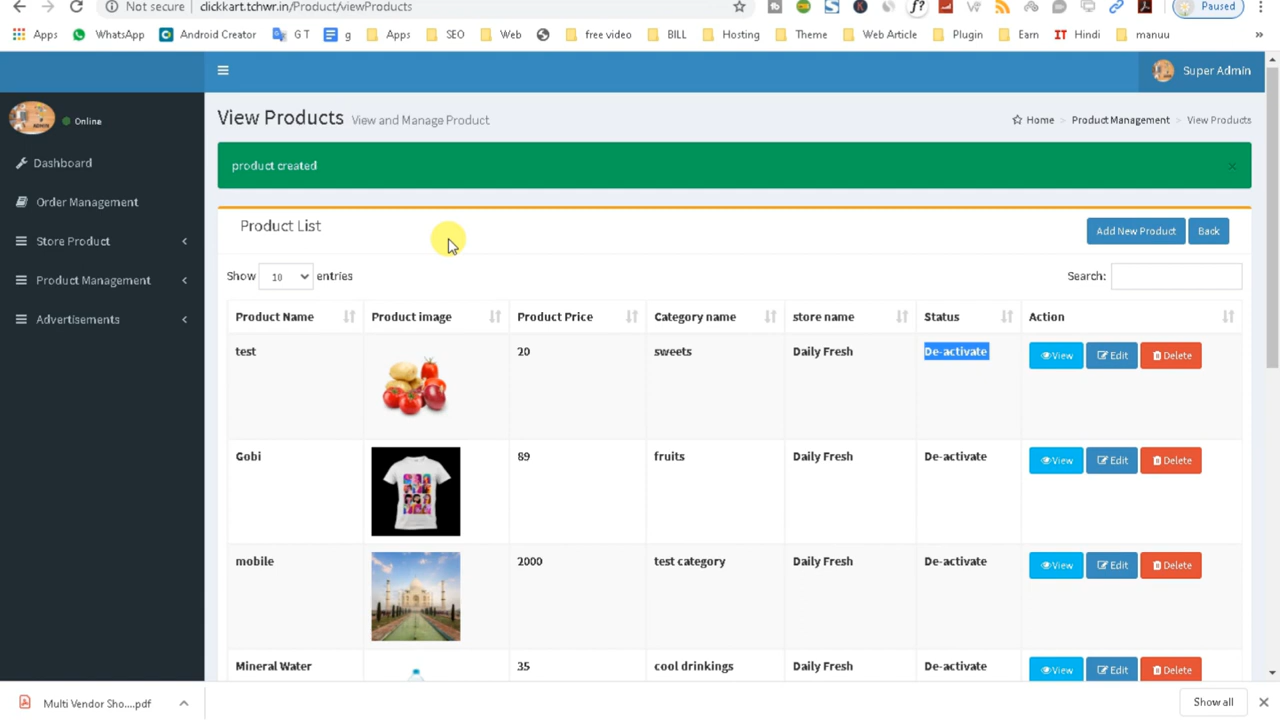 Not secure clickkart.tchwr.in/Product/viewProducts Paused
Apps WhatsApp Android Creator G T g Apps SEO Web free video BILL Hosting Theme Web Article Plugin Earn IT Hindi manuu »
Super Admin
Online
View Products View and Manage Product
Home > Product Management > View Products
product created ×
Dashboard
Order Management
Store Product
Product Management
Advertisements
Product List
Add New Product Back
Show 10 entries
Search:
Product Name Product image Product Price Category name store name Status Action
test 20 sweets Daily Fresh De-activate View Edit Delete
Gobi 89 fruits Daily Fresh De-activate View Edit Delete
mobile 2000 test category Daily Fresh De-activate View Edit Delete
Mineral Water 35 cool drinkings Daily Fresh De-activate View Edit Delete
Multi Vendor Sho....pdf
Show all